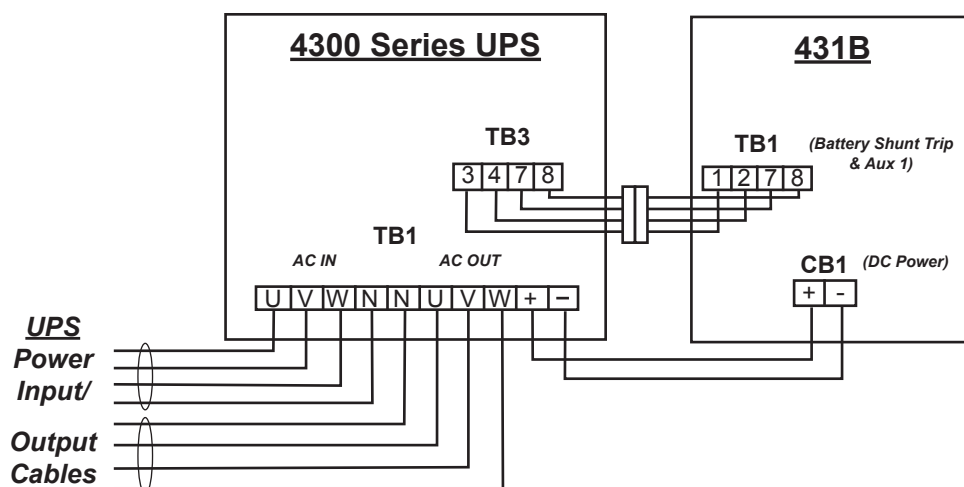 4300 Series UPS
431B
TB3
TB1
(Battery Shunt Trip
& Aux 1)
3 4 7 8
1 2 7 8
TB1
AC IN
AC OUT
CB1
(DC Power)
U V W N N U V W + −
+ -
UPS
Power
Input/
Output
Cables